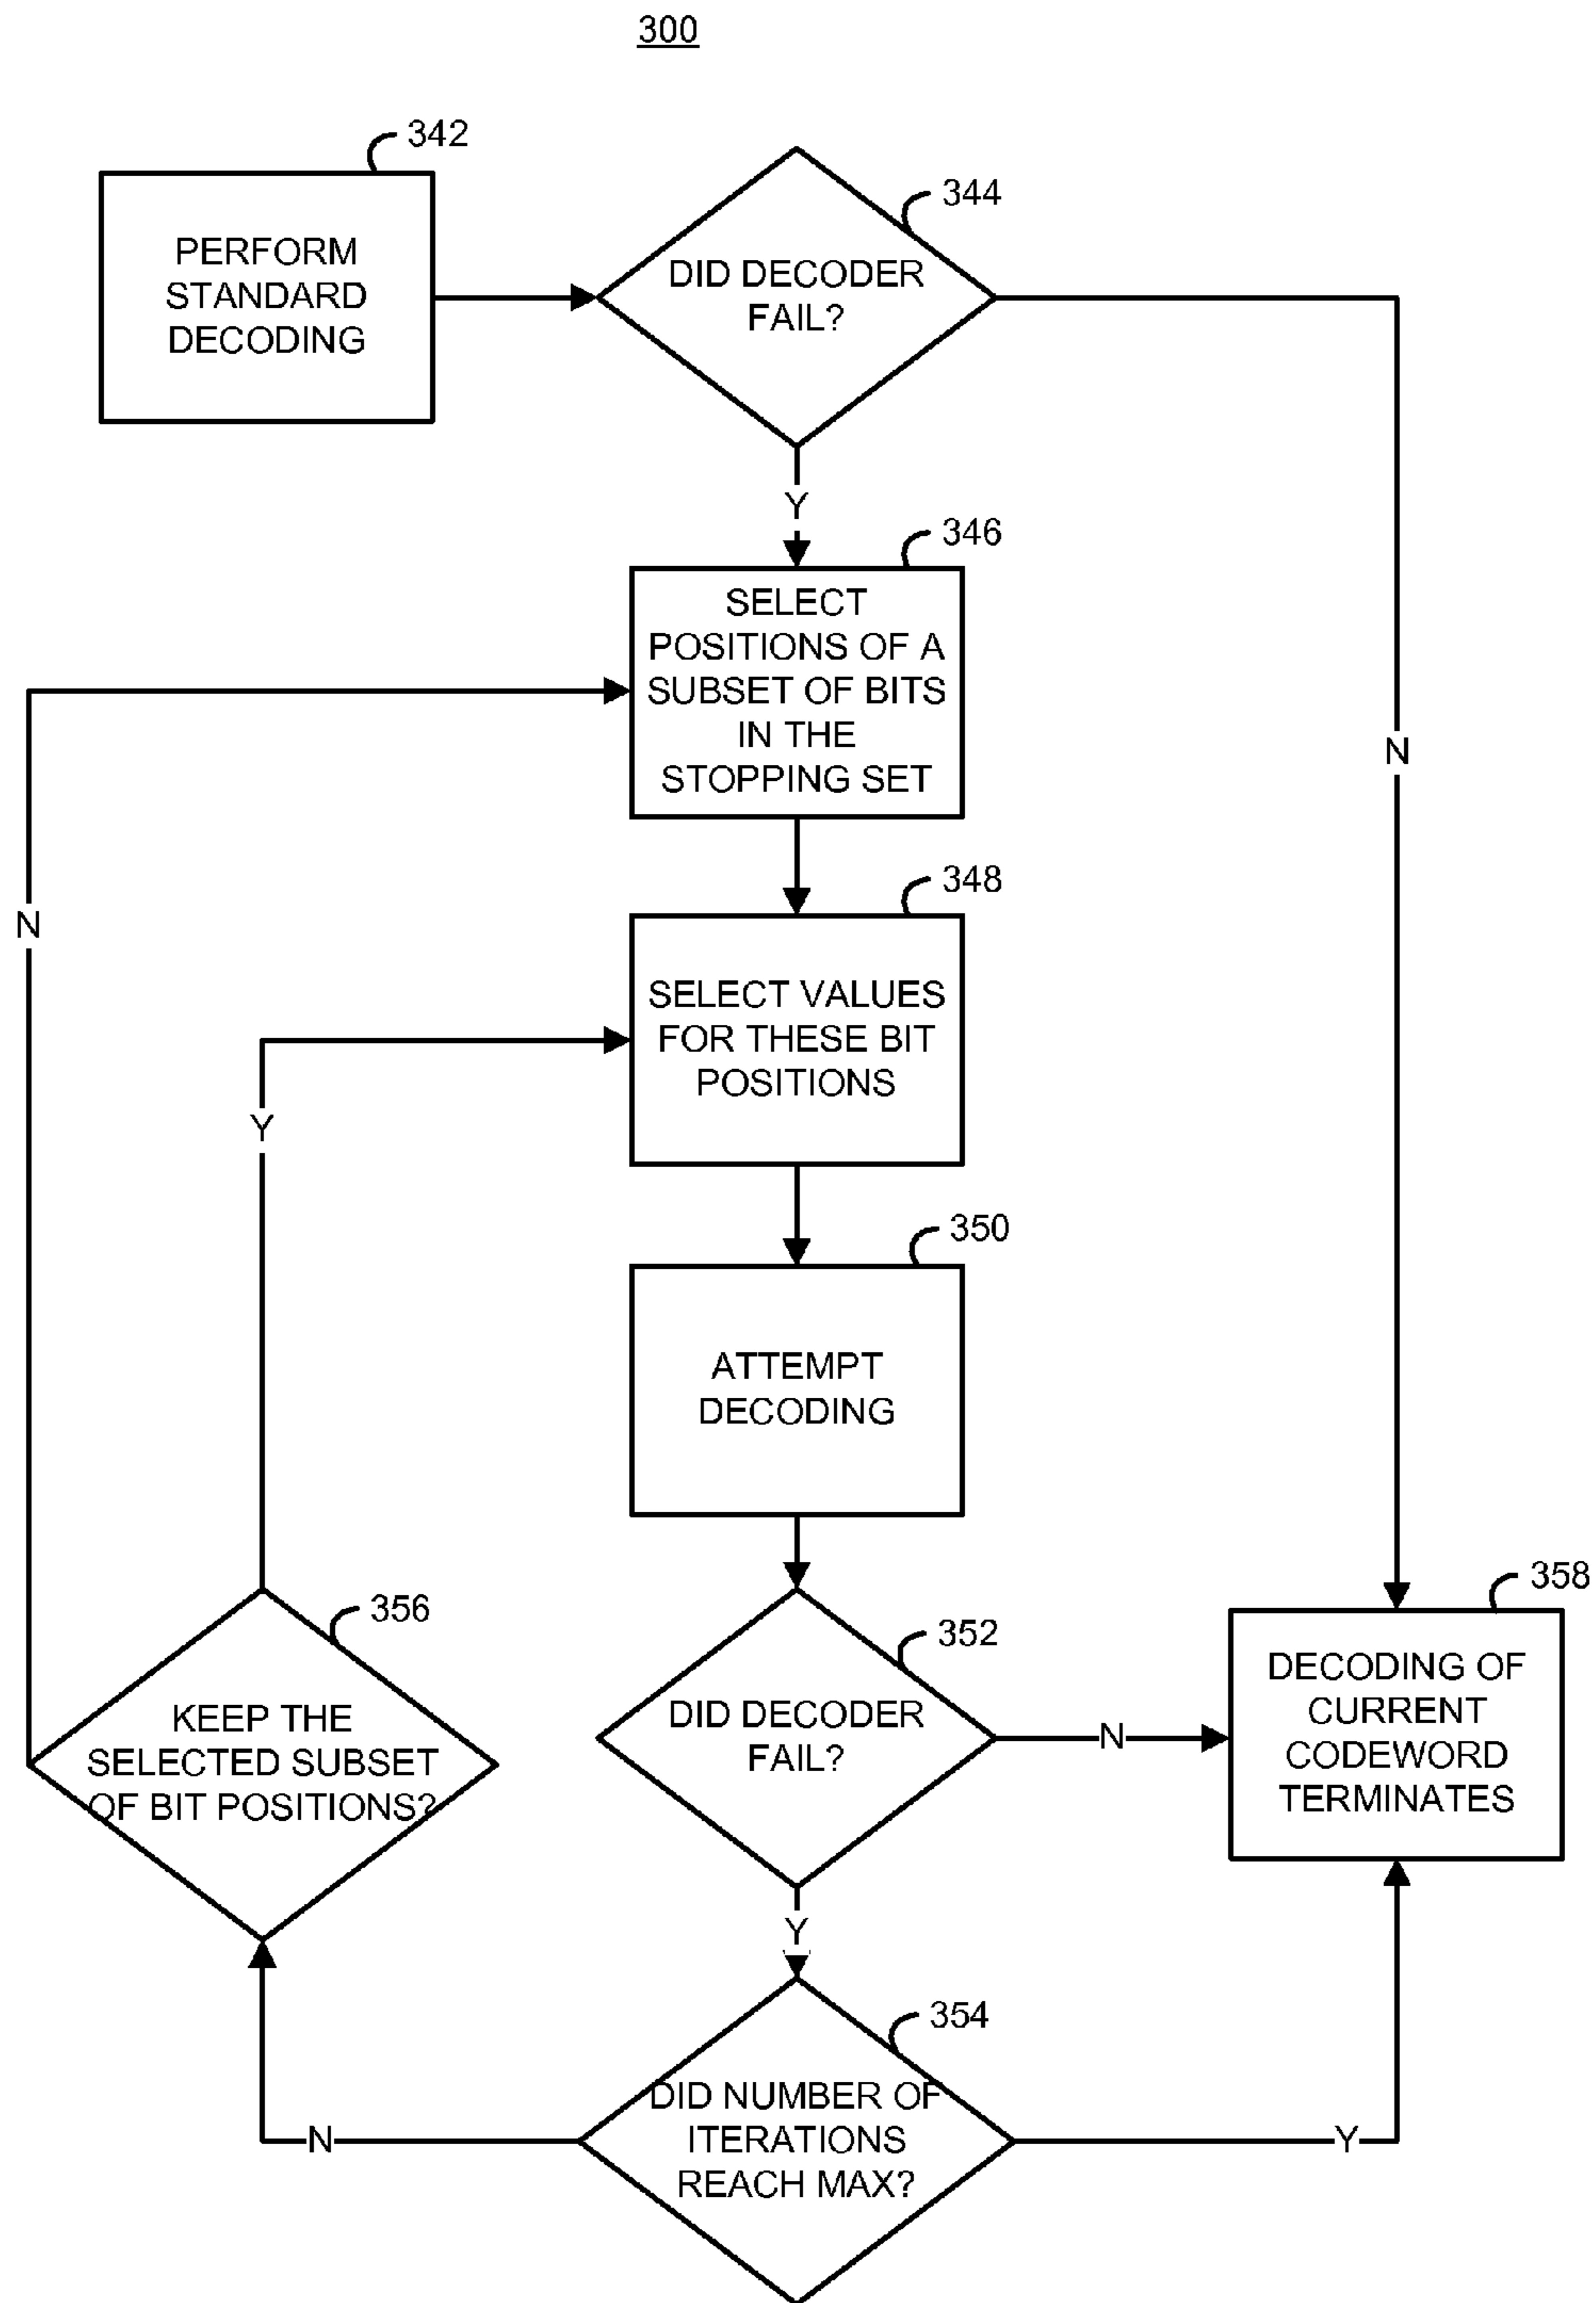 300
342
PERFORM
STANDARD
DECODING
344
DID DECODER
FAIL?
Y
N
346
SELECT
POSITIONS OF A
SUBSET OF BITS
IN THE
STOPPING SET
N
348
SELECT VALUES
FOR THESE BIT
POSITIONS
Y
350
ATTEMPT
DECODING
352
DID DECODER
FAIL?
N
Y
356
KEEP THE
SELECTED SUBSET
OF BIT POSITIONS?
358
DECODING OF
CURRENT
CODEWORD
TERMINATES
354
DID NUMBER OF
ITERATIONS
REACH MAX?
N
Y